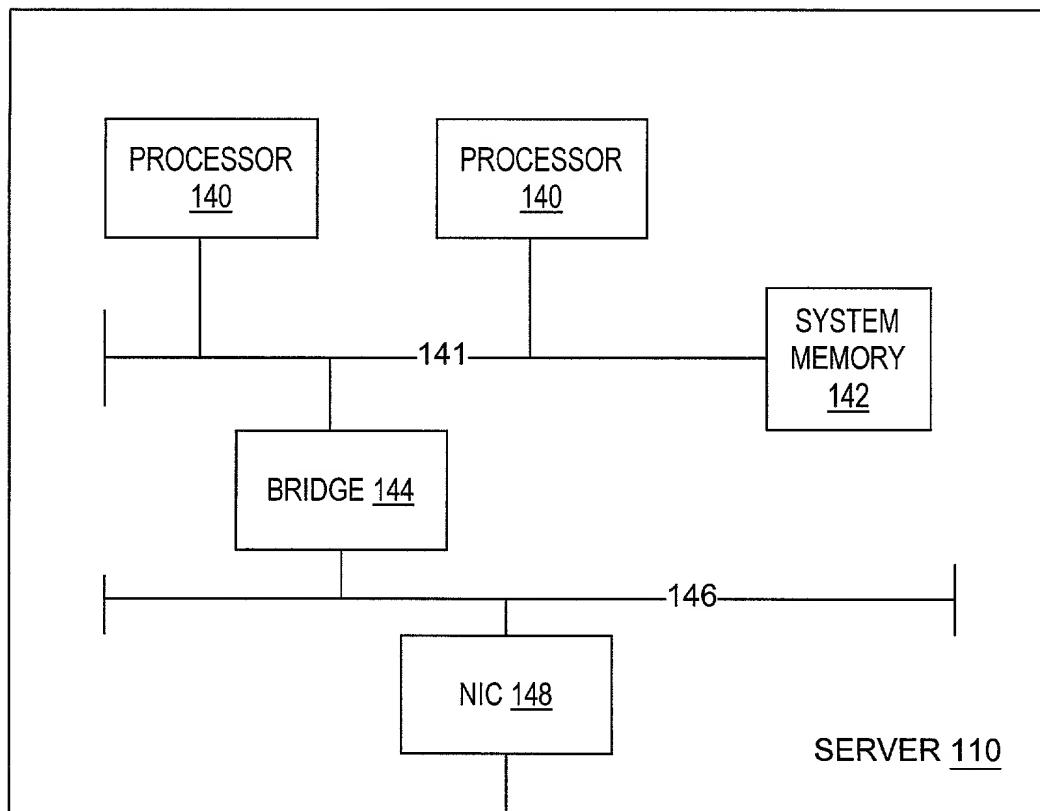 PROCESSOR
140
PROCESSOR
140
SYSTEM
MEMORY
142
141
BRIDGE 144
146
NIC 148
SERVER 110